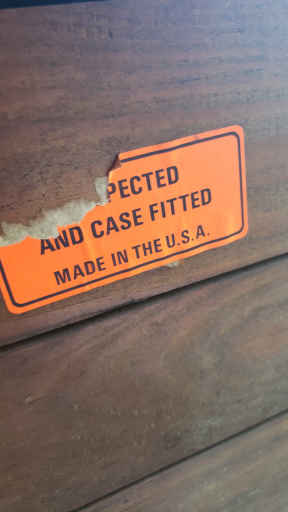 PECTED
AND CASE FITTED
MADE IN THE U.S.A.